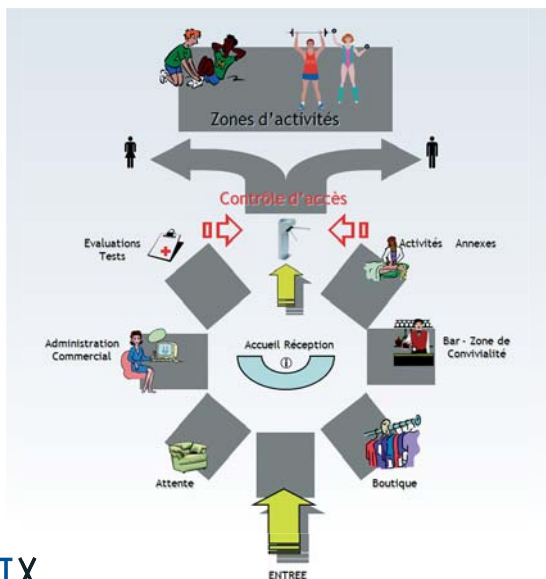 Zones d'activités
Contrôle d'accès
Evaluations
Tests
Activités Annexes
Administration
Commercial
Accueil Réception
i
Bar - Zone de
Convivialité
Attente
Boutique
ENTREE